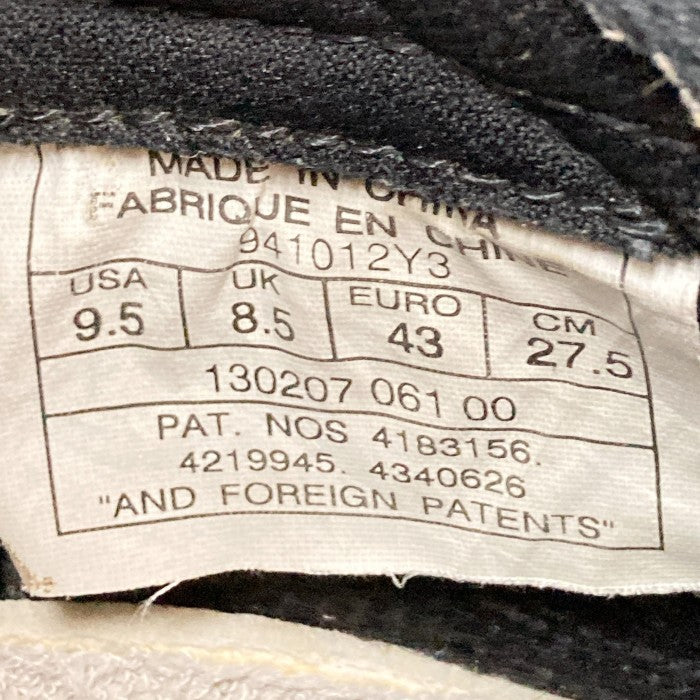 MADE IN CHINA
FABRIQUE EN CHINE
941012Y3
USA UK EURO CM
9.5 8.5 43 27.5
130207 061 00
PAT. NOS 4183156.
4219945. 4340626
"AND FOREIGN PATENTS"